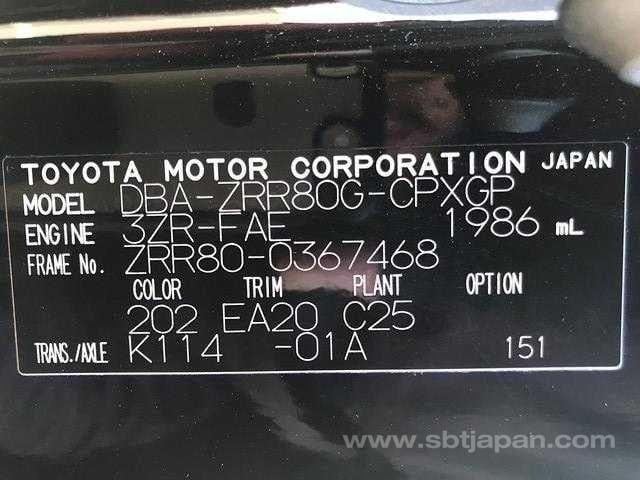 TOYOTA MOTOR CORPORATION JAPAN
MODEL DBA-ZRR80G-CPXGP
ENGINE 3ZR-FAE 1986 mL
FRAME No. ZRR80-0367468
COLOR TRIM PLANT OPTION
202 EA20 C25
TRANS./AXLE K114 -01A 151
www.sbtjapan.com